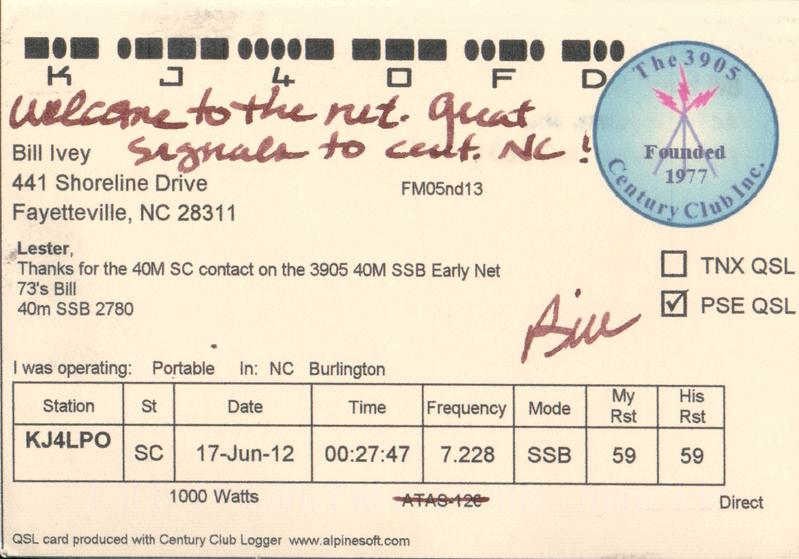 K J 4 O F D
The 3905
Century Club Inc.
Founded
1977
Welcome to the net. Great
signals to cent. NC!
Bill Ivey
441 Shoreline Drive
FM05nd13
Fayetteville, NC 28311
Lester,
Thanks for the 40M SC contact on the 3905 40M SSB Early Net
73's Bill
40m SSB 2780
TNX QSL
PSE QSL
Bill
I was operating: Portable In: NC Burlington
Station St Date Time Frequency Mode My Rst His Rst
KJ4LPO SC 17-Jun-12 00:27:47 7.228 SSB 59 59
1000 Watts ATAS-120 Direct
QSL card produced with Century Club Logger www.alpinesoft.com